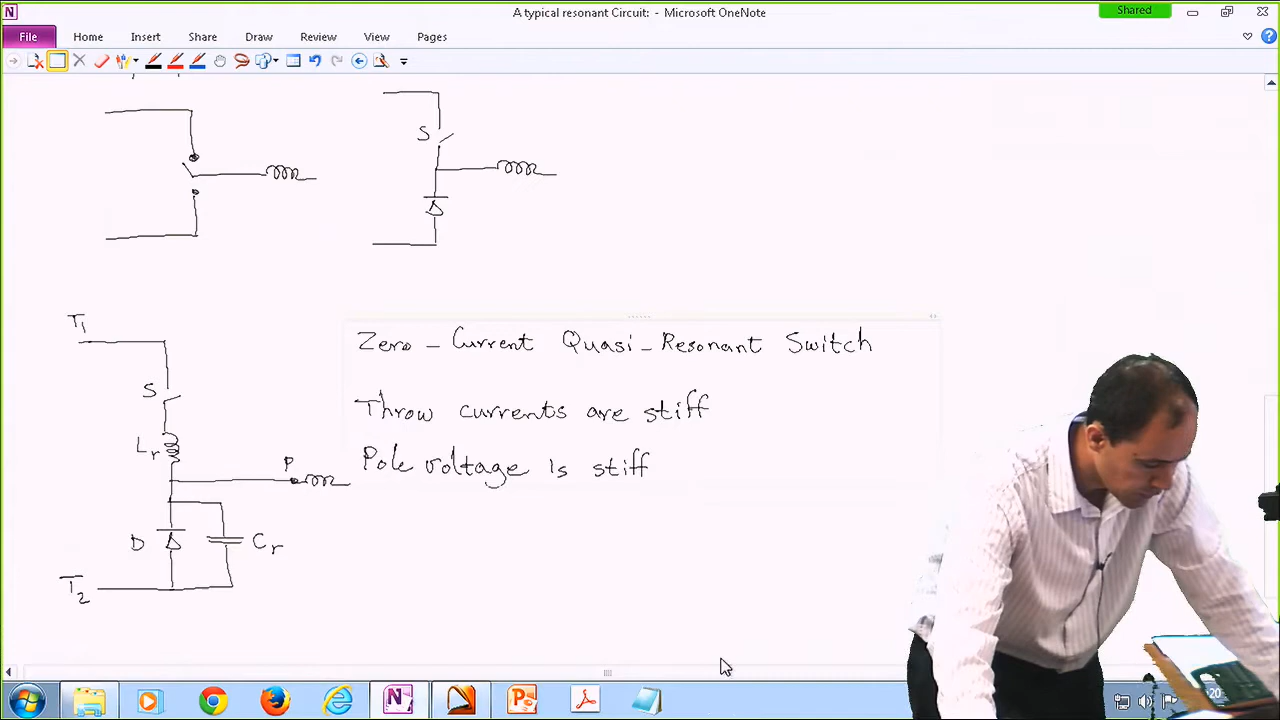 A typical resonant Circuit: - Microsoft OneNote
Shared
File Home Insert Share Draw Review View Pages
S
T1
S
Lr
P
D
Cr
T2
Zero - Current Quasi - Resonant Switch
Throw currents are stiff
Pole voltage is stiff